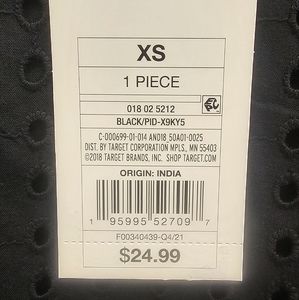 XS
1 PIECE
018 02 5212
BLACK/PID-X9KY5
C-000699-01-014 AND18_50A01-0025
DIST. BY TARGET CORPORATION MPLS., MN 55403
©2018 TARGET BRANDS, INC. SHOP TARGET.COM
ORIGIN: INDIA
1 95995 52709 7
F00340439-Q4/21
$24.99